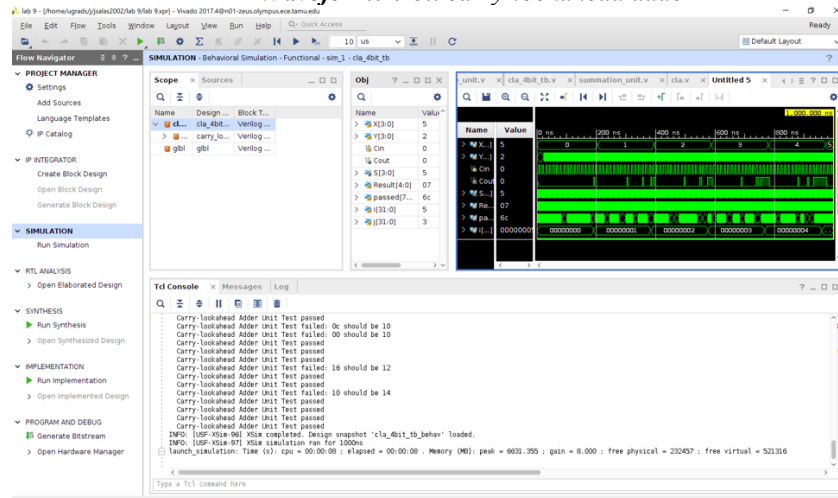 lab 9 - [/home/ugrads/j/jsalas2002/lab 9/lab 9.xpr] - Vivado 2017.4@n01-zeus.olympus.ece.tamu.edu
File Edit Flow Tools Window Layout View Run Help Quick Access Ready
10 us Default Layout
Flow Navigator
SIMULATION - Behavioral Simulation - Functional - sim_1 - cla_4bit_tb
PROJECT MANAGER
Settings
Add Sources
Language Templates
IP Catalog
IP INTEGRATOR
Create Block Design
Open Block Design
Generate Block Design
SIMULATION
Run Simulation
RTL ANALYSIS
Open Elaborated Design
SYNTHESIS
Run Synthesis
Open Synthesized Design
IMPLEMENTATION
Run Implementation
Open Implemented Design
PROGRAM AND DEBUG
Generate Bitstream
Open Hardware Manager
Scope Sources
Name Design ... Block T...
cl... cla_4bit... Verilog ...
... carry_lo... Verilog ...
glbl glbl Verilog ...
Obj
Name Value
X[3:0] 5
Y[3:0] 2
Cin 0
Cout 0
S[3:0] 5
Result[4:0] 07
passed[7... 6c
i[31:0] 5
j[31:0] 3
_unit.v cla_4bit_tb.v summation_unit.v cla.v Untitled 5
1,000.000 ns
Name Value 0 ns 200 ns 400 ns 600 ns 800 ns
X...] 5 0 1 2 3 4 5
Y...] 2
Cin 0
Cout 0
S...] 5
Re... 07
pa... 6c
i[...] 00000005 00000000 00000001 00000002 00000003 00000004
Tcl Console Messages Log
Carry-lookahead Adder Unit Test passed
Carry-lookahead Adder Unit Test failed: 0c should be 10
Carry-lookahead Adder Unit Test failed: 00 should be 10
Carry-lookahead Adder Unit Test passed
Carry-lookahead Adder Unit Test passed
Carry-lookahead Adder Unit Test passed
Carry-lookahead Adder Unit Test failed: 16 should be 12
Carry-lookahead Adder Unit Test passed
Carry-lookahead Adder Unit Test passed
Carry-lookahead Adder Unit Test failed: 10 should be 14
Carry-lookahead Adder Unit Test passed
Carry-lookahead Adder Unit Test passed
Carry-lookahead Adder Unit Test passed
Carry-lookahead Adder Unit Test passed
INFO: [USF-XSim-96] XSim completed. Design snapshot 'cla_4bit_tb_behav' loaded.
INFO: [USF-XSim-97] XSim simulation ran for 1000ns
launch_simulation: Time (s): cpu = 00:00:08 ; elapsed = 00:00:08 . Memory (MB): peak = 6631.355 ; gain = 8.000 ; free physical = 232457 ; free virtual = 521316
Type a Tcl command here